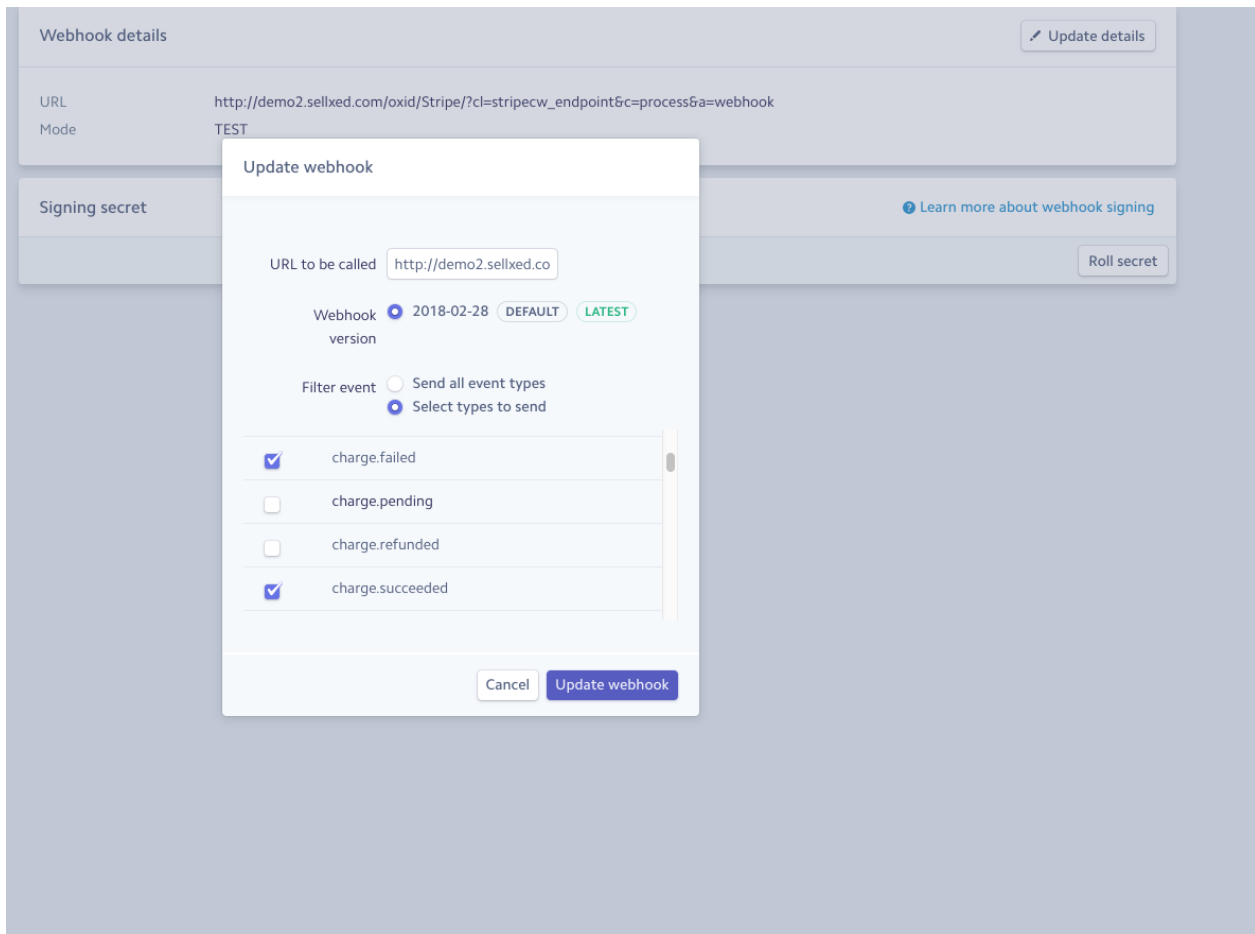 Webhook details
Update details
URL http://demo2.sellxed.com/oxid/Stripe/?cl=stripecw_endpoint&c=process&a=webhook
Mode TEST
Update webhook
Signing secret
Learn more about webhook signing
Roll secret
URL to be called http://demo2.sellxed.co
Webhook version
2018-02-28 DEFAULT LATEST
Filter event
Send all event types
Select types to send
charge.failed
charge.pending
charge.refunded
charge.succeeded
Cancel Update webhook